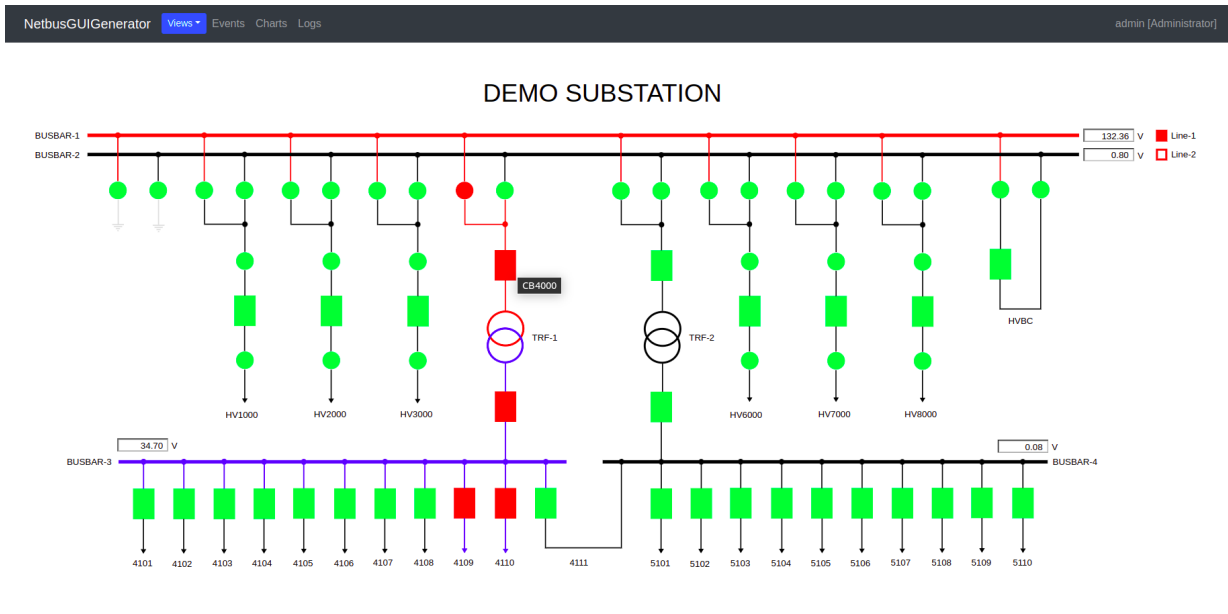 NetbusGUIGenerator Views Events Charts Logs admin [Administrator]
DEMO SUBSTATION
BUSBAR-1 132.36 V Line-1
BUSBAR-2 0.80 V Line-2
CB4000
HVBC
TRF-1 TRF-2
HV1000 HV2000 HV3000 HV6000 HV7000 HV8000
34.70 V 0.08 V
BUSBAR-3 BUSBAR-4
4101 4102 4103 4104 4105 4106 4107 4108 4109 4110 4111 5101 5102 5103 5104 5105 5106 5107 5108 5109 5110